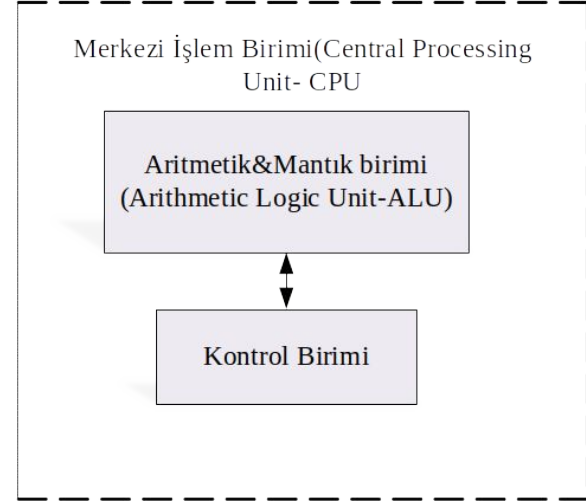 Merkezi İşlem Birimi(Central Processing
Unit- CPU
Aritmetik&Mantık birimi
(Arithmetic Logic Unit-ALU)
Kontrol Birimi